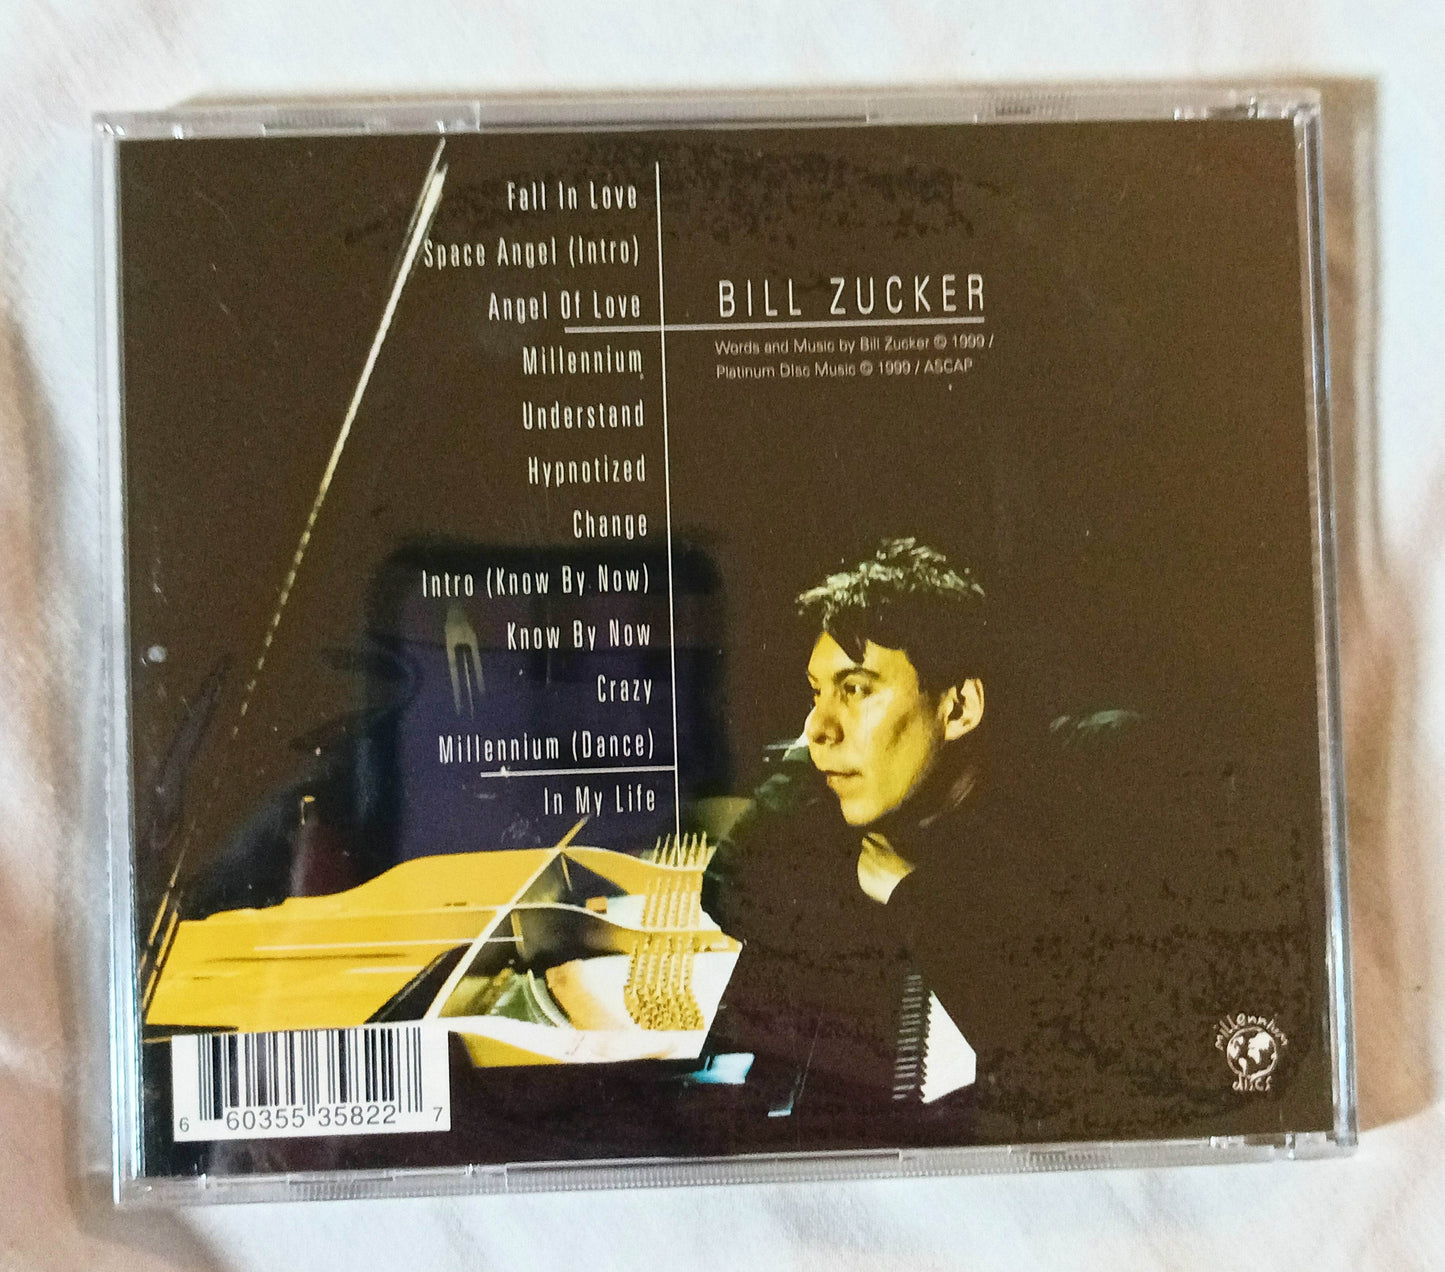 Fall In Love
Space Angel (Intro)
Angel Of Love
Millennium
Understand
Hypnotized
Change
Intro (Know By Now)
Know By Now
Crazy
Millennium (Dance)
In My Life
BILL ZUCKER
Words and Music by Bill Zucker © 1999 /
Platinum Disc Music © 1999 / ASCAP
6 60355 35822 7
millennium
discs